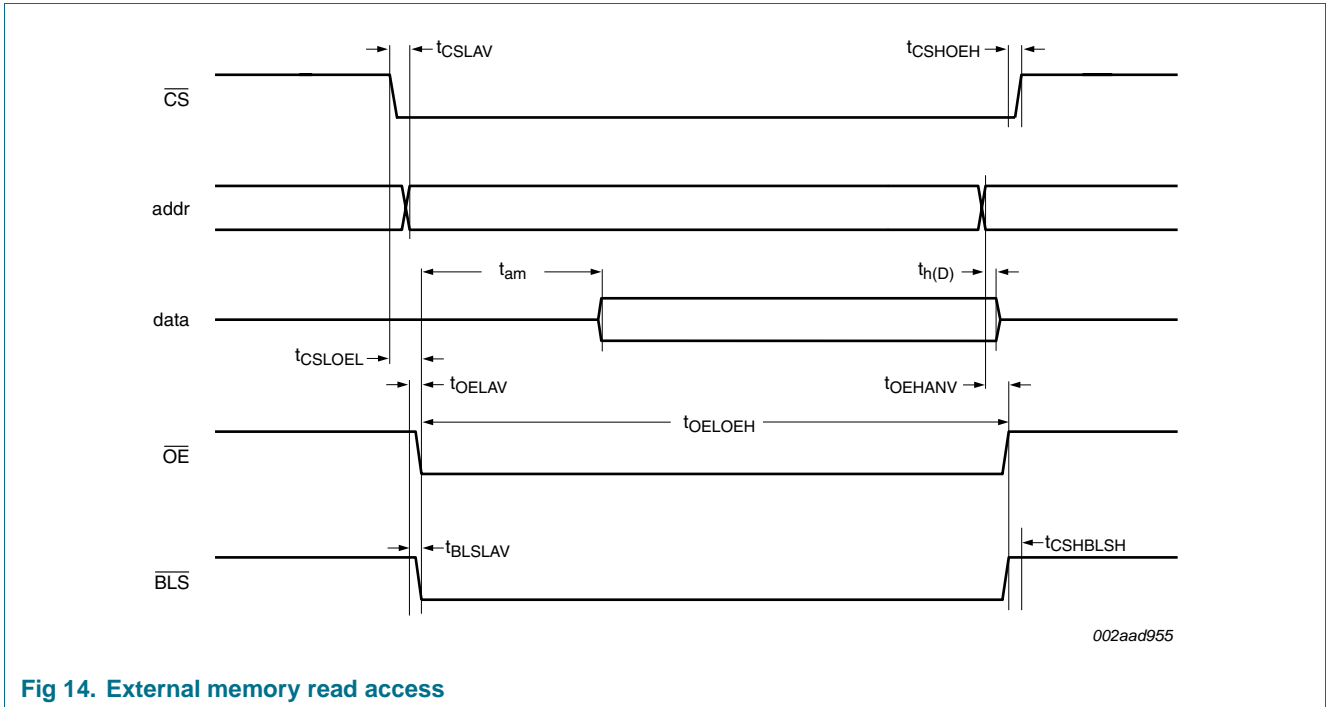 tCSLAV
tCSHOEH
CS
addr
tam
th(D)
data
tCSLOEL
tOELAV
tOEHANV
tOELOEH
OE
tBLSLAV
tCSHBLSH
BLS
002aad955
Fig 14. External memory read access